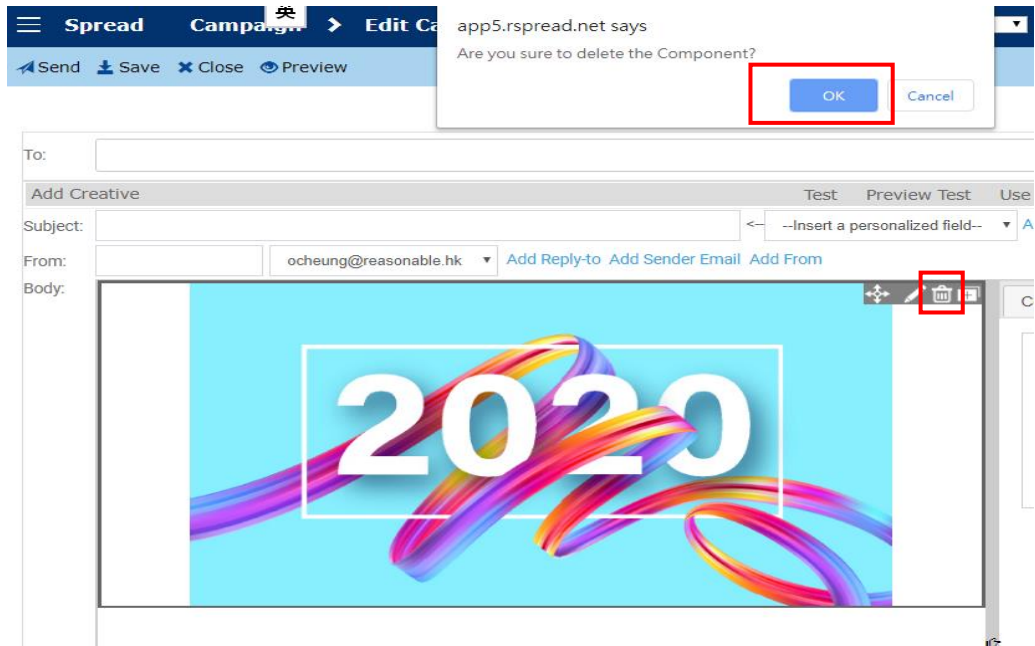 英
Spread Campaign > Edit Ca
app5.rspread.net says
Are you sure to delete the Component?
OK Cancel
Send Save Close Preview
To:
Add Creative Test Preview Test Use
Subject: <-- --Insert a personalized field-- A
From: ocheung@reasonable.hk Add Reply-to Add Sender Email Add From
Body:
C
2020